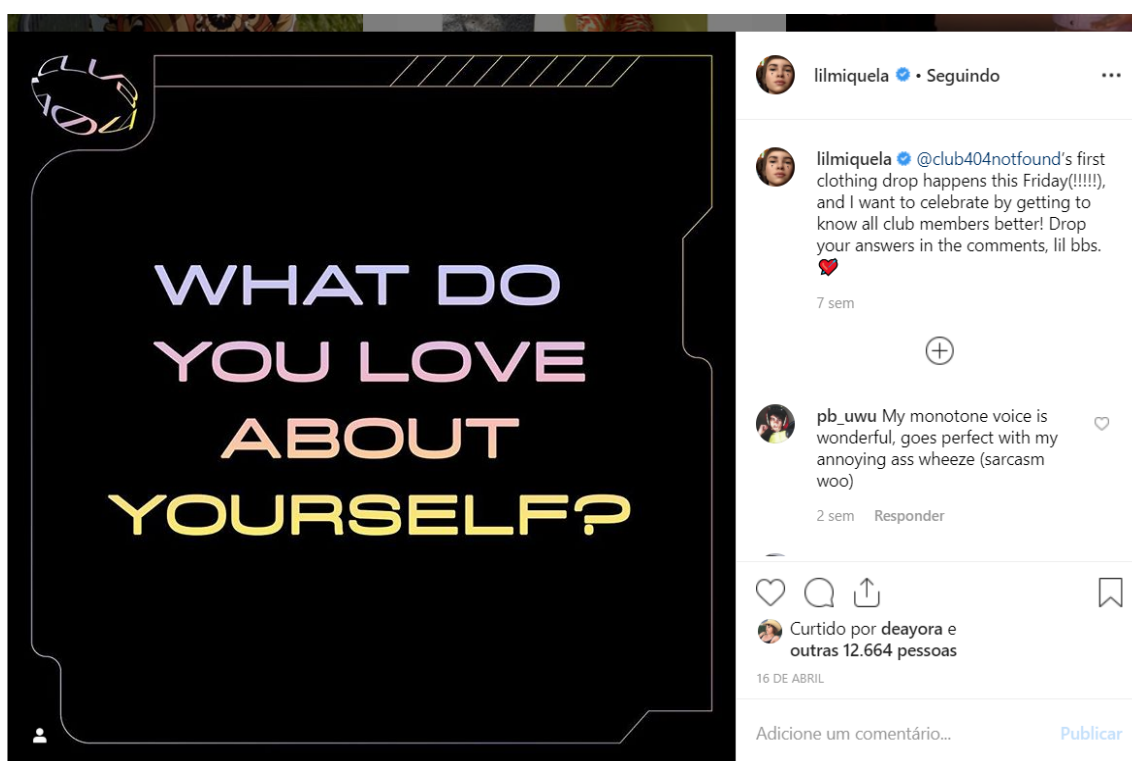 WHAT DO
YOU LOVE
ABOUT
YOURSELF?
lilmiquela • Seguindo
lilmiquela @club404notfound's first
clothing drop happens this Friday(!!!!!),
and I want to celebrate by getting to
know all club members better! Drop
your answers in the comments, lil bbs.
7 sem
pb_uwu My monotone voice is
wonderful, goes perfect with my
annoying ass wheeze (sarcasm
woo)
2 sem Responder
Curtido por deayora e
outras 12.664 pessoas
16 DE ABRIL
Adicione um comentário... Publicar